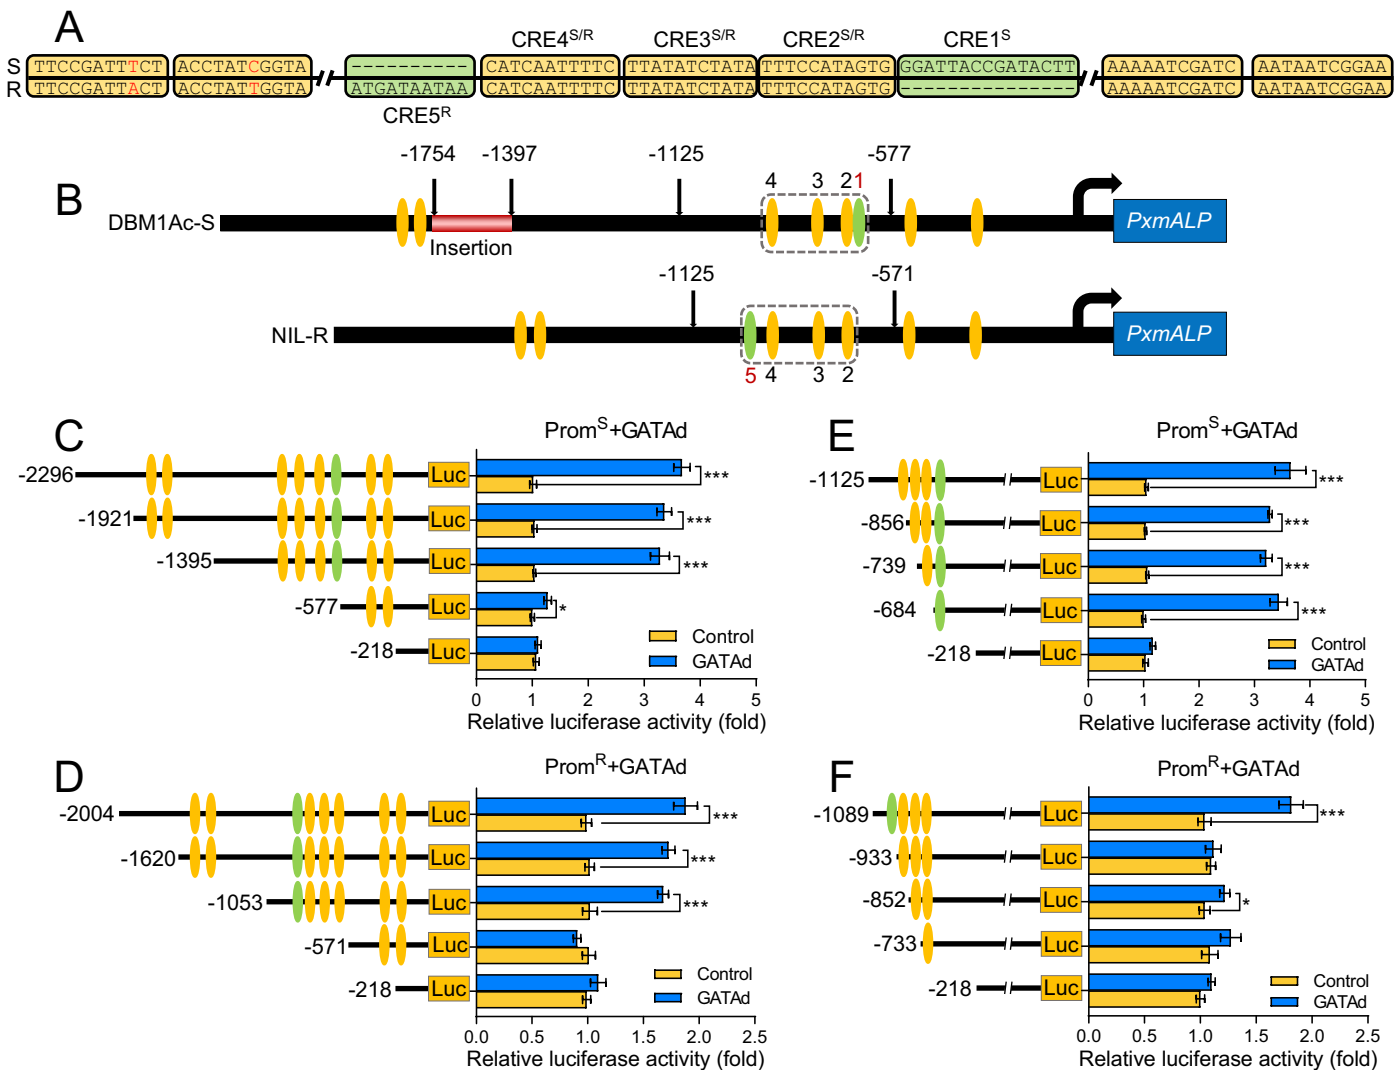 A
CRE4S/R CRE3S/R CRE2S/R CRE1S
S TTCCGATTTCT ACCTATCGGTA // ----------- CATCAATTTTC TTATATCTATA TTTCCATAGTG GGATTACCGATACTT // AAAAATCGATC AATAATCGGAA
R TTCCGATTACT ACCTATTGGTA ATGATAATAA CATCAATTTTC TTATATCTATA TTTCCATAGTG --------------- AAAAATCGATC AATAATCGGAA
CRE5R
B
-1754 -1397 -1125 -577
4 3 2 1
DBM1Ac-S PxmALP
Insertion
-1125 -571
NIL-R PxmALP
5 4 3 2
C
PromS+GATAd
-2296 Luc ***
-1921 Luc ***
-1395 Luc ***
-577 Luc *
-218 Luc
Control
GATAd
0 1 2 3 4 5
Relative luciferase activity (fold)
E
PromS+GATAd
-1125 // Luc ***
-856 // Luc ***
-739 // Luc ***
-684 // Luc ***
-218 // Luc
Control
GATAd
0 1 2 3 4 5
Relative luciferase activity (fold)
D
PromR+GATAd
-2004 Luc ***
-1620 Luc ***
-1053 Luc ***
-571 Luc
-218 Luc
Control
GATAd
0.0 0.5 1.0 1.5 2.0 2.5
Relative luciferase activity (fold)
F
PromR+GATAd
-1089 // Luc ***
-933 // Luc
-852 // Luc *
-733 // Luc
-218 // Luc
Control
GATAd
0.0 0.5 1.0 1.5 2.0 2.5
Relative luciferase activity (fold)